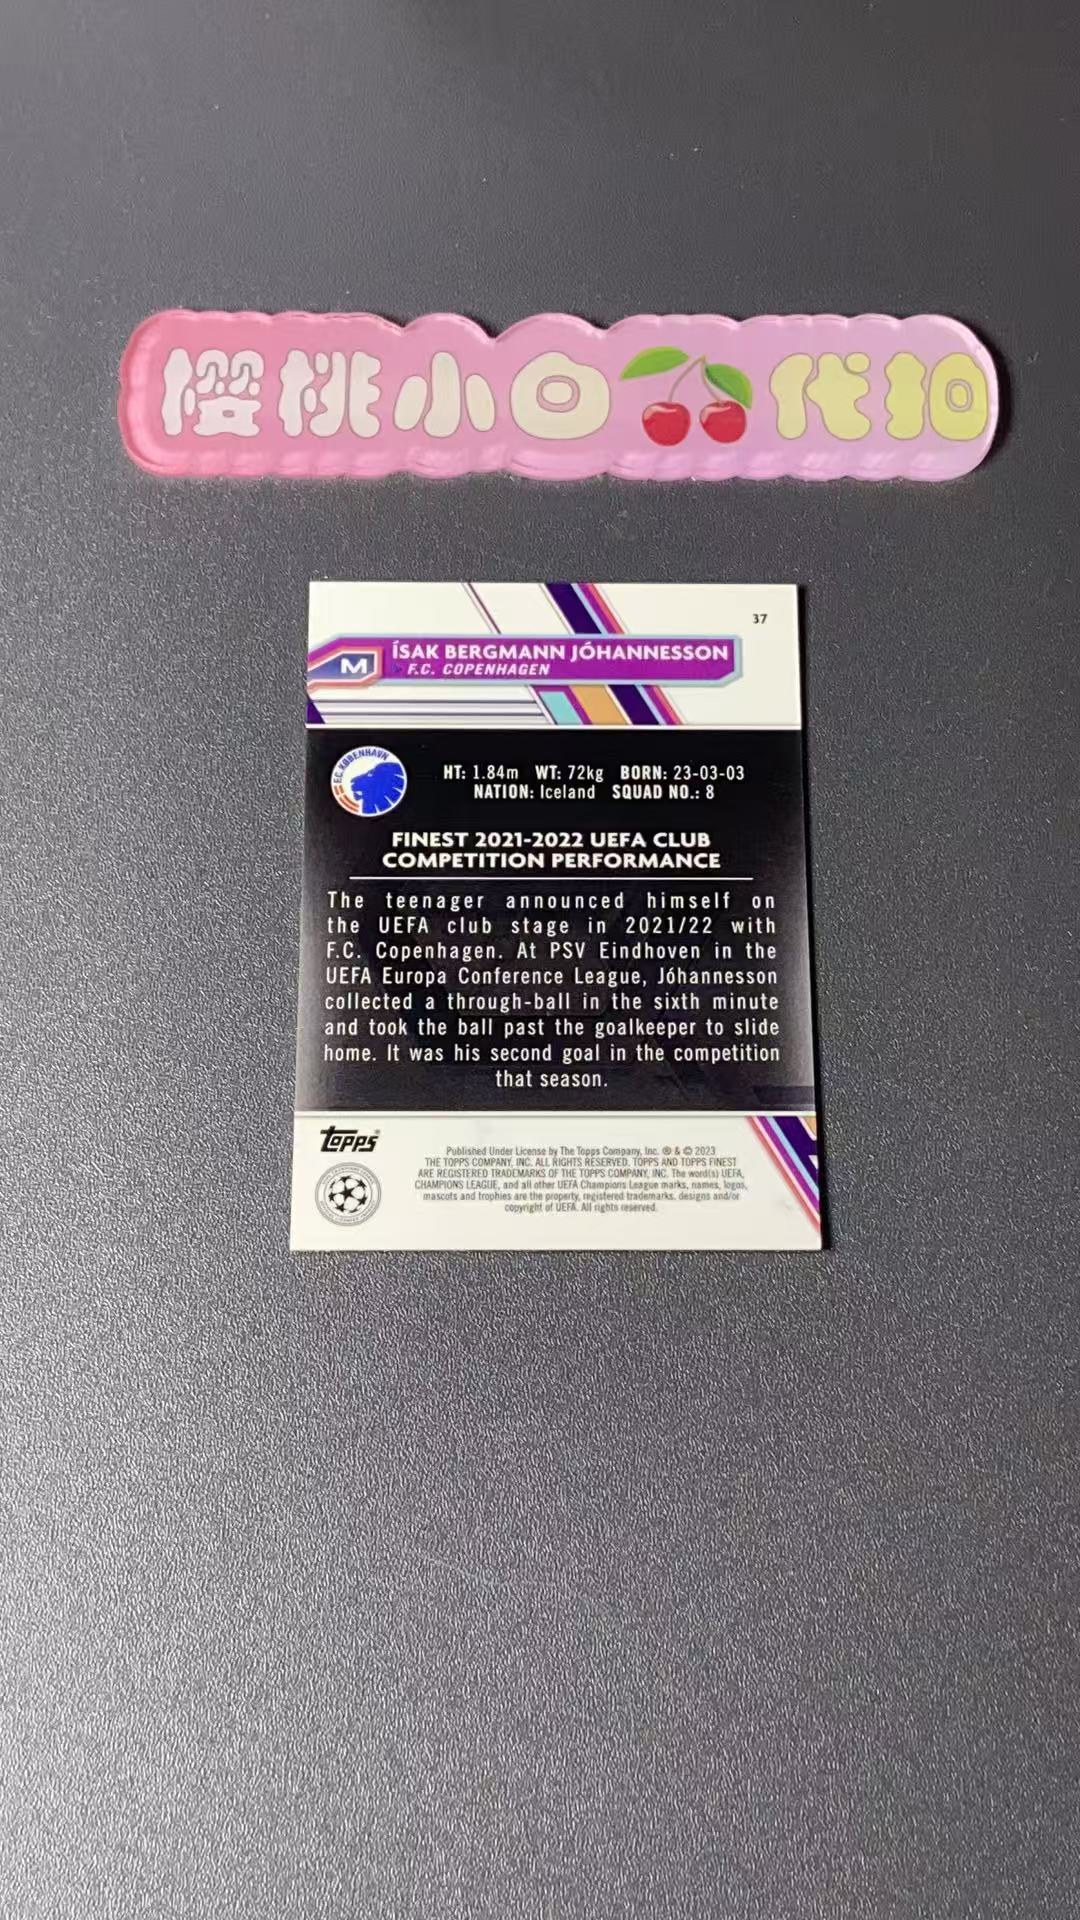 樱桃小白代拍
37
M
ÍSAK BERGMANN JÓHANNESSON
F.C. COPENHAGEN
F.C. KØBENHAVN
HT: 1.84m WT: 72kg BORN: 23-03-03
NATION: Iceland SQUAD NO.: 8
FINEST 2021-2022 UEFA CLUB
COMPETITION PERFORMANCE
The teenager announced himself on
the UEFA club stage in 2021/22 with
F.C. Copenhagen. At PSV Eindhoven in the
UEFA Europa Conference League, Jóhannesson
collected a through-ball in the sixth minute
and took the ball past the goalkeeper to slide
home. It was his second goal in the competition
that season.
topps®
Published Under License by The Topps Company, Inc. ® & © 2023
THE TOPPS COMPANY, INC. ALL RIGHTS RESERVED. TOPPS AND TOPPS FINEST
ARE REGISTERED TRADEMARKS OF THE TOPPS COMPANY, INC. The word(s) UEFA,
CHAMPIONS LEAGUE, and all other UEFA Champions League marks, names, logos,
mascots and trophies are the property, registered trademarks, designs and/or
copyright of UEFA. All rights reserved.